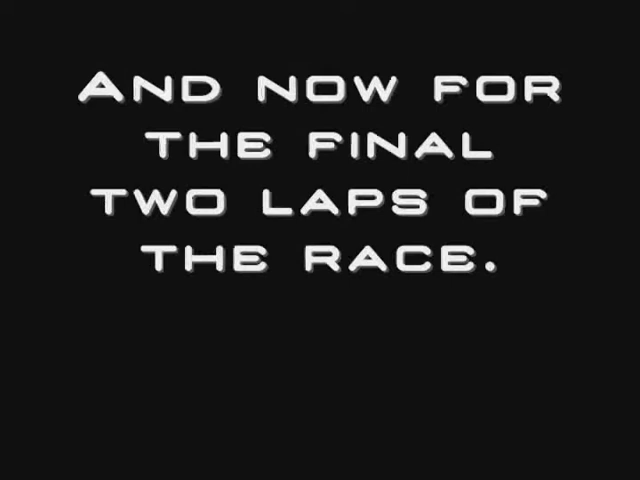 And now for
the final
two laps of
the race.